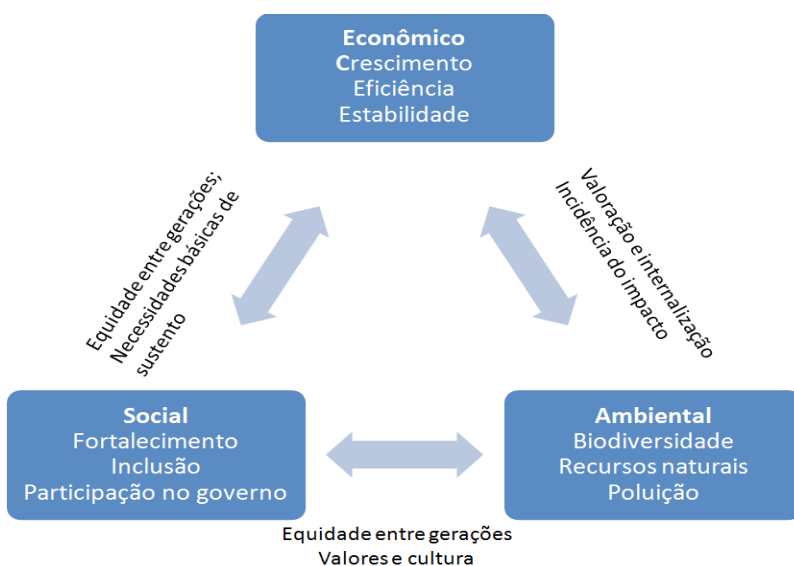 Econômico
Crescimento
Eficiência
Estabilidade
Equidade entre gerações;
Necessidades básicas de
sustento
Valoração e internalização
Incidência do impacto
Social
Fortalecimento
Inclusão
Participação no governo
Ambiental
Biodiversidade
Recursos naturais
Poluição
Equidade entre gerações
Valores e cultura